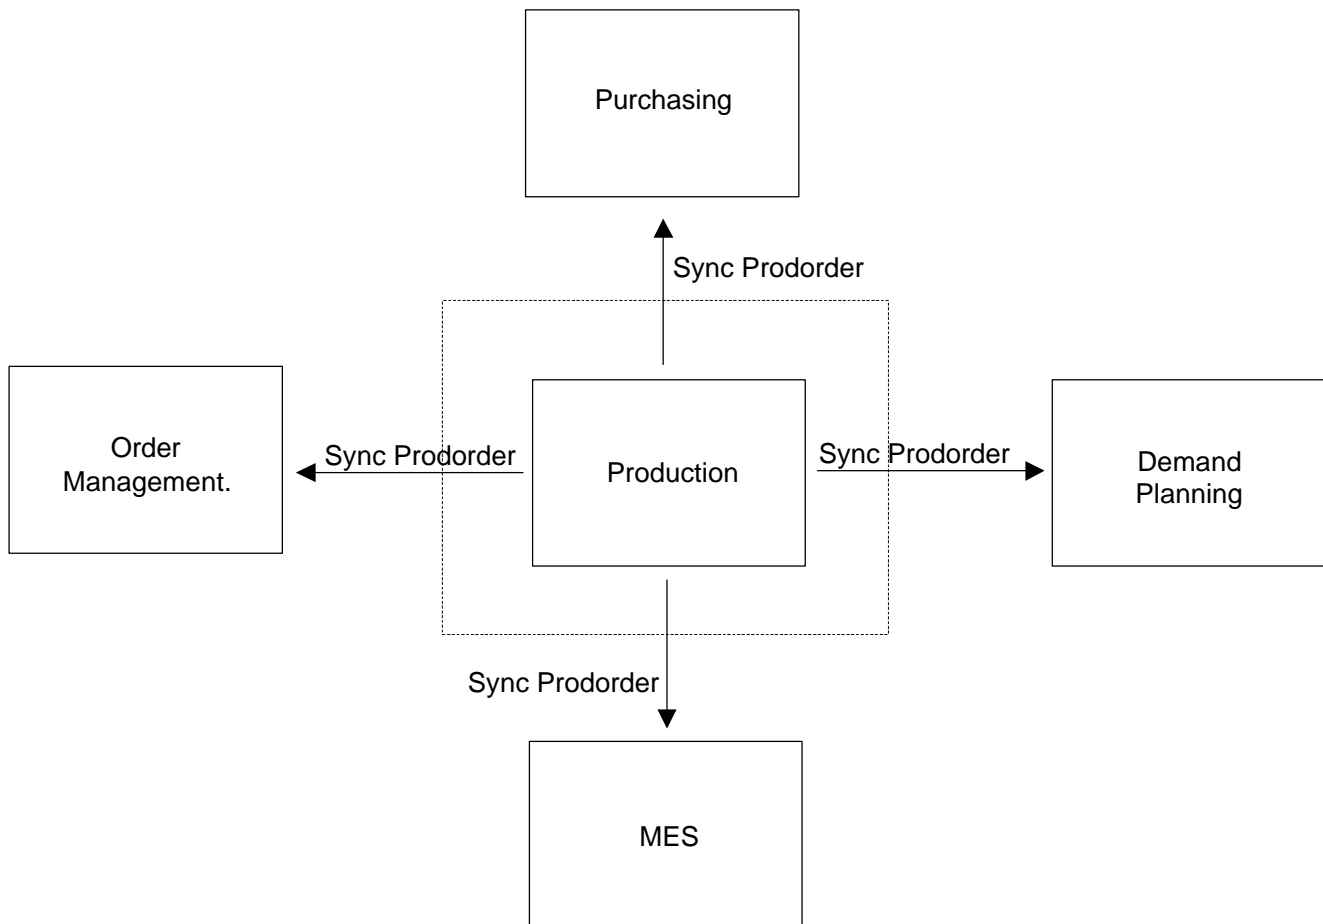 Purchasing
Sync Prodorder
Order
Management.
Sync Prodorder
Production
Sync Prodorder
Demand
Planning
Sync Prodorder
MES